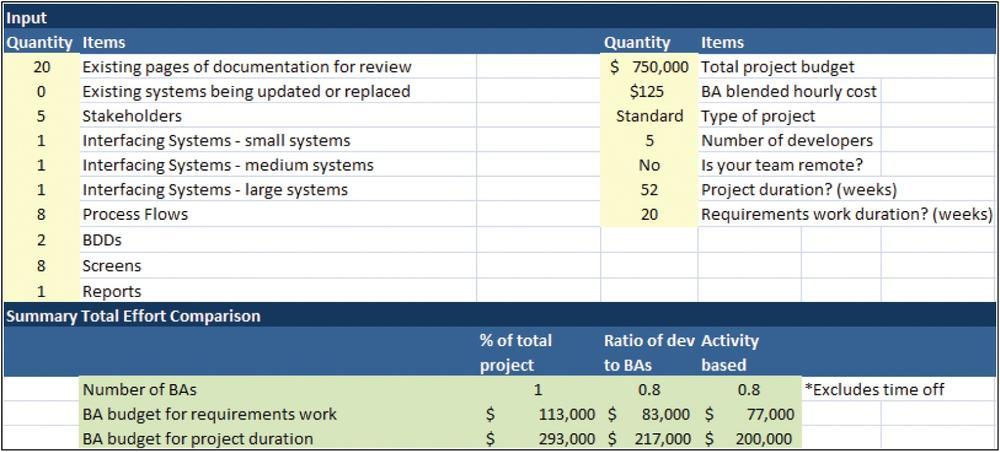 Input
Quantity Items Quantity Items
20 Existing pages of documentation for review $ 750,000 Total project budget
0 Existing systems being updated or replaced $125 BA blended hourly cost
5 Stakeholders Standard Type of project
1 Interfacing Systems - small systems 5 Number of developers
1 Interfacing Systems - medium systems No Is your team remote?
1 Interfacing Systems - large systems 52 Project duration? (weeks)
8 Process Flows 20 Requirements work duration? (weeks)
2 BDDs
8 Screens
1 Reports
Summary Total Effort Comparison
% of total Ratio of dev Activity
project to BAs based
Number of BAs 1 0.8 0.8 *Excludes time off
BA budget for requirements work $ 113,000 $ 83,000 $ 77,000
BA budget for project duration $ 293,000 $ 217,000 $ 200,000